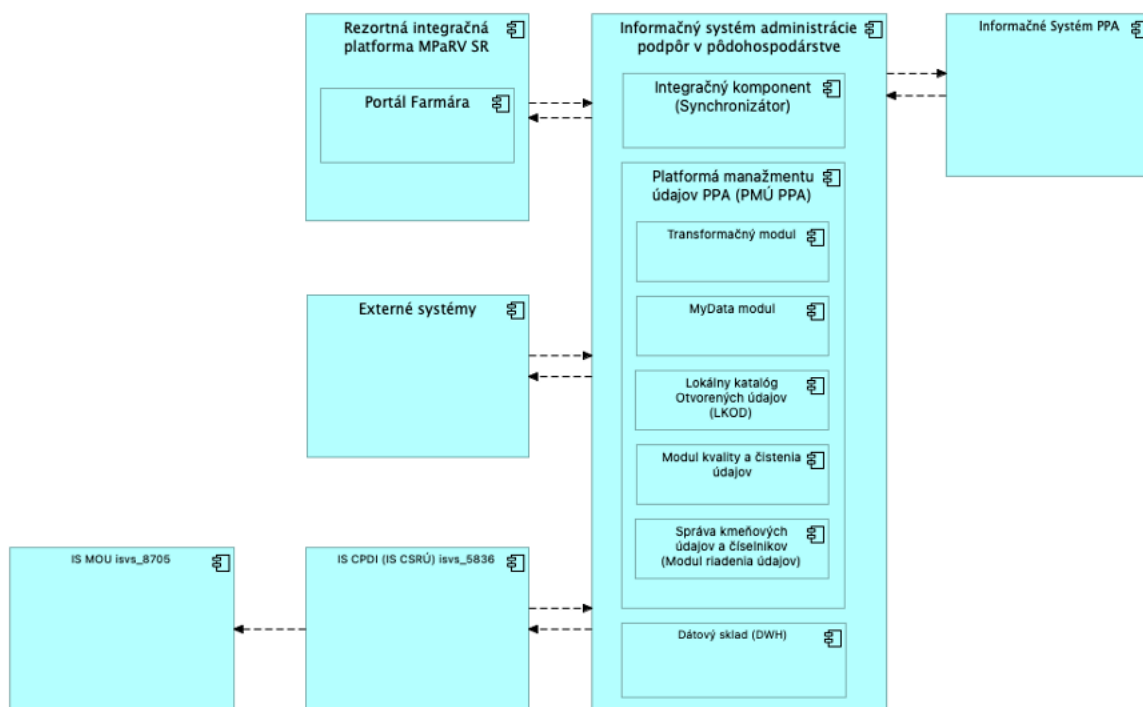 Rezortná integračná
platforma MPaRV SR
Portál Farmára
Informačný systém administrácie
podpôr v pôdohospodárstve
Integračný komponent
(Synchronizátor)
Platformá manažmentu
údajov PPA (PMÚ PPA)
Transformačný modul
MyData modul
Lokálny katalóg
Otvorených údajov
(LKOD)
Modul kvality a čistenia
údajov
Správa kmeňových
údajov a číselnikov
(Modul riadenia údajov)
Dátový sklad (DWH)
Informačné Systém PPA
Externé systémy
IS MOU isvs_8705
IS CPDI (IS CSRÚ) isvs_5836